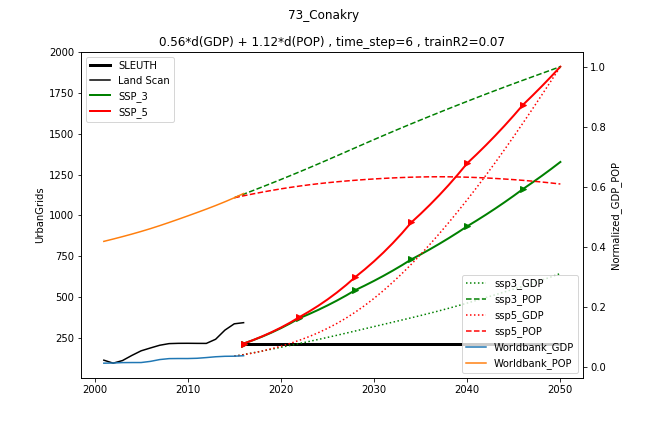 73_Conakry
0.56*d(GDP) + 1.12*d(POP) , time_step=6 , trainR2=0.07
SLEUTH
Land Scan
SSP_3
SSP_5
2000
1750
1500
1250
1000
750
500
250
UrbanGrids
1.0
0.8
0.6
0.4
0.2
0.0
Normalized_GDP_POP
ssp3_GDP
ssp3_POP
ssp5_GDP
ssp5_POP
Worldbank_GDP
Worldbank_POP
2000 2010 2020 2030 2040 2050